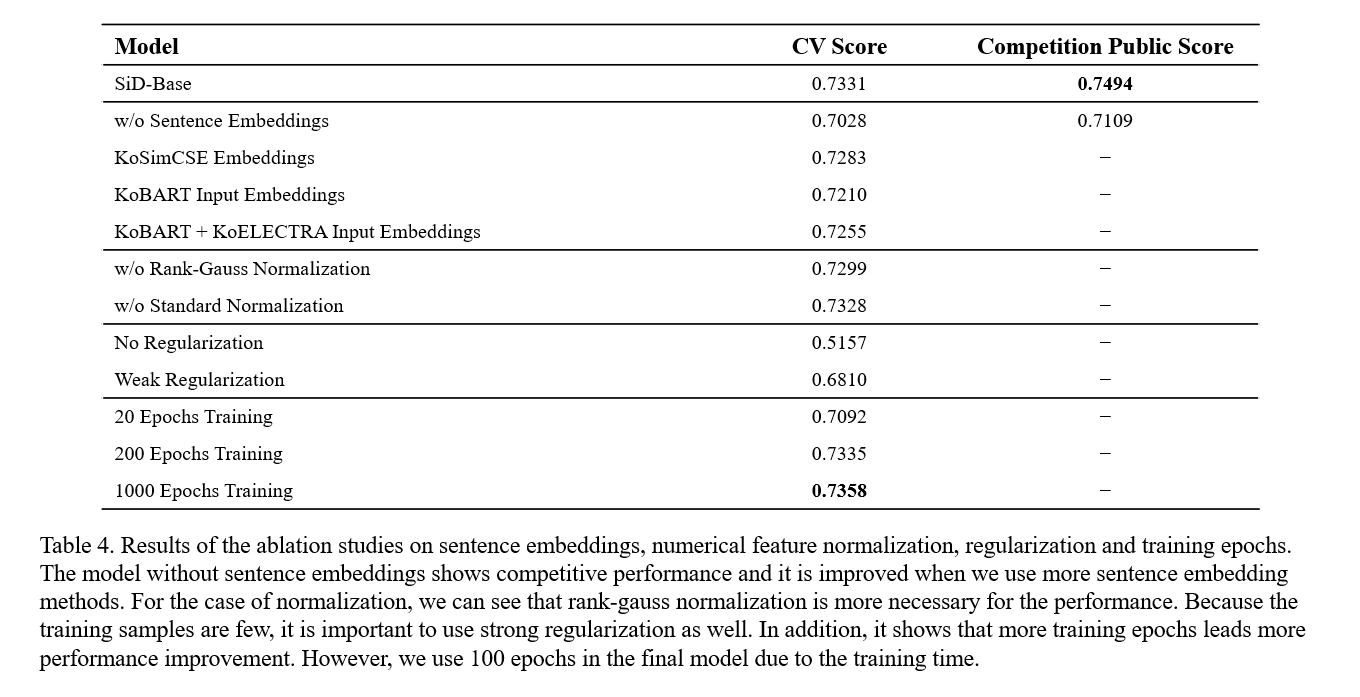 Model CV Score Competition Public Score
SiD-Base 0.7331 0.7494
w/o Sentence Embeddings 0.7028 0.7109
KoSimCSE Embeddings 0.7283 –
KoBART Input Embeddings 0.7210 –
KoBART + KoELECTRA Input Embeddings 0.7255 –
w/o Rank-Gauss Normalization 0.7299 –
w/o Standard Normalization 0.7328 –
No Regularization 0.5157 –
Weak Regularization 0.6810 –
20 Epochs Training 0.7092 –
200 Epochs Training 0.7335 –
1000 Epochs Training 0.7358 –
Table 4. Results of the ablation studies on sentence embeddings, numerical feature normalization, regularization and training epochs.
The model without sentence embeddings shows competitive performance and it is improved when we use more sentence embedding
methods. For the case of normalization, we can see that rank-gauss normalization is more necessary for the performance. Because the
training samples are few, it is important to use strong regularization as well. In addition, it shows that more training epochs leads more
performance improvement. However, we use 100 epochs in the final model due to the training time.